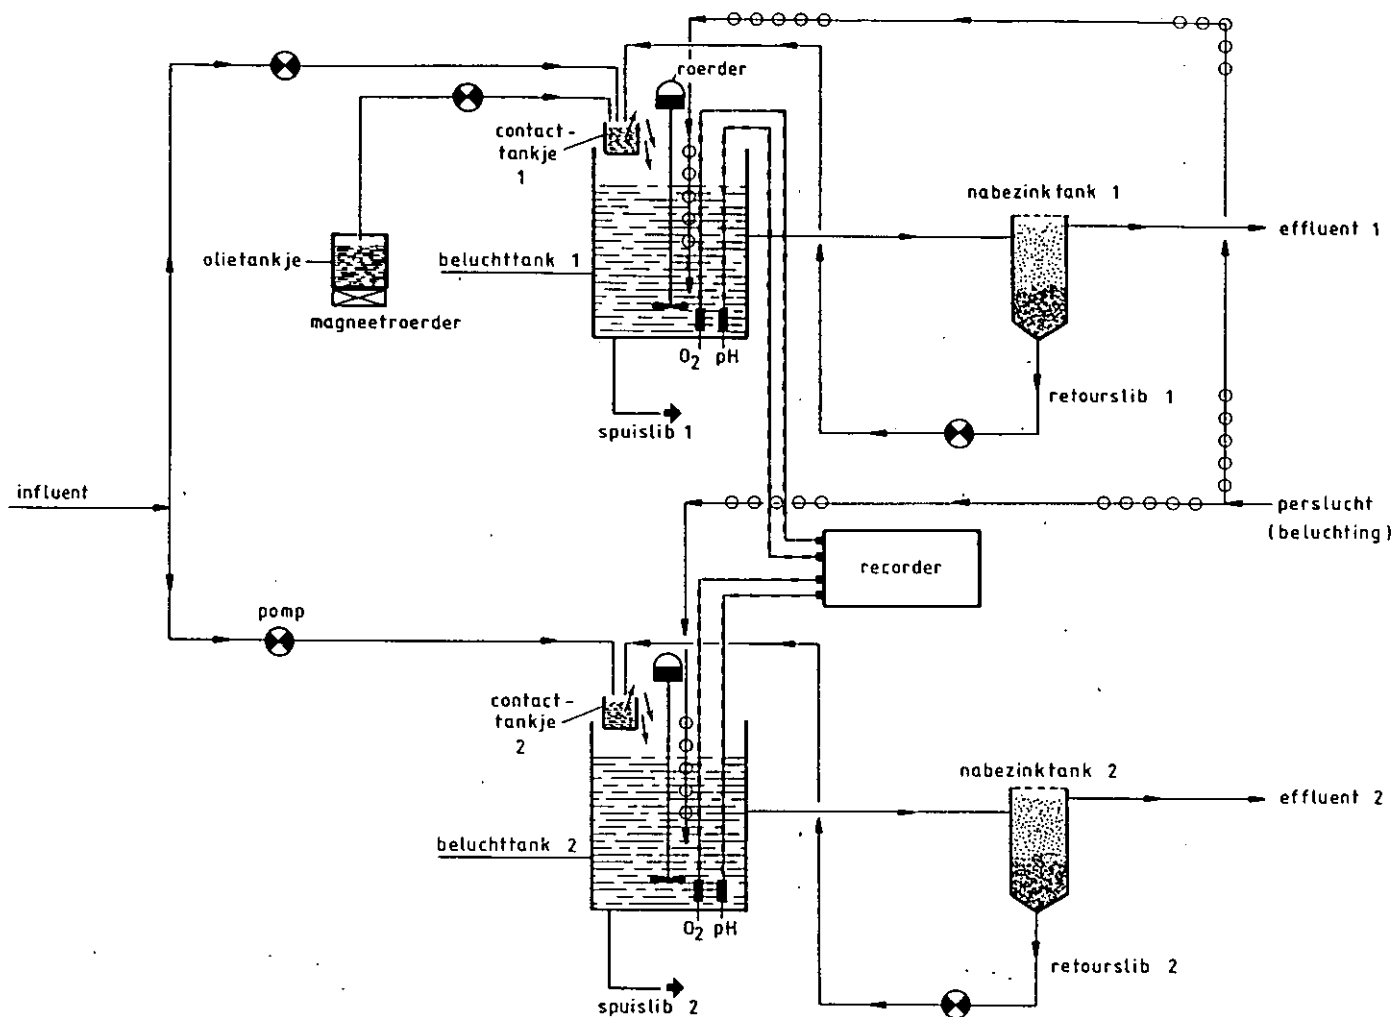 roerder
contact-
tankje
1
nabezinktank 1
effluent 1
olietankje
beluchttank 1
magneetroerder
O2 pH
retourslib 1
spuislib 1
influent
perslucht
(beluchting)
recorder
pomp
contact-
tankje
2
nabezinktank 2
effluent 2
beluchttank 2
O2 pH
retourslib 2
spuislib 2